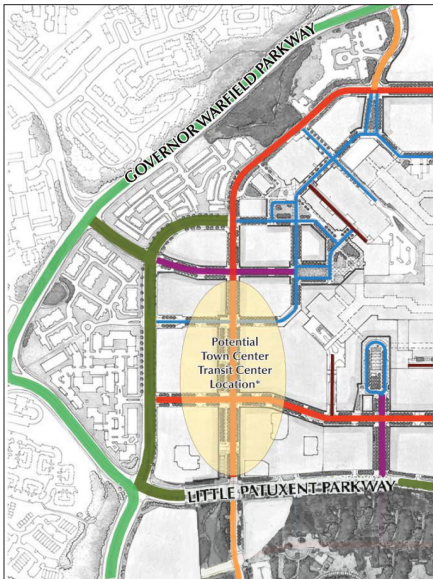 GOVERNOR WARFIELD PARKWAY
Potential
Town Center
Transit Center
Location*
LITTLE PATUXENT PARKWAY